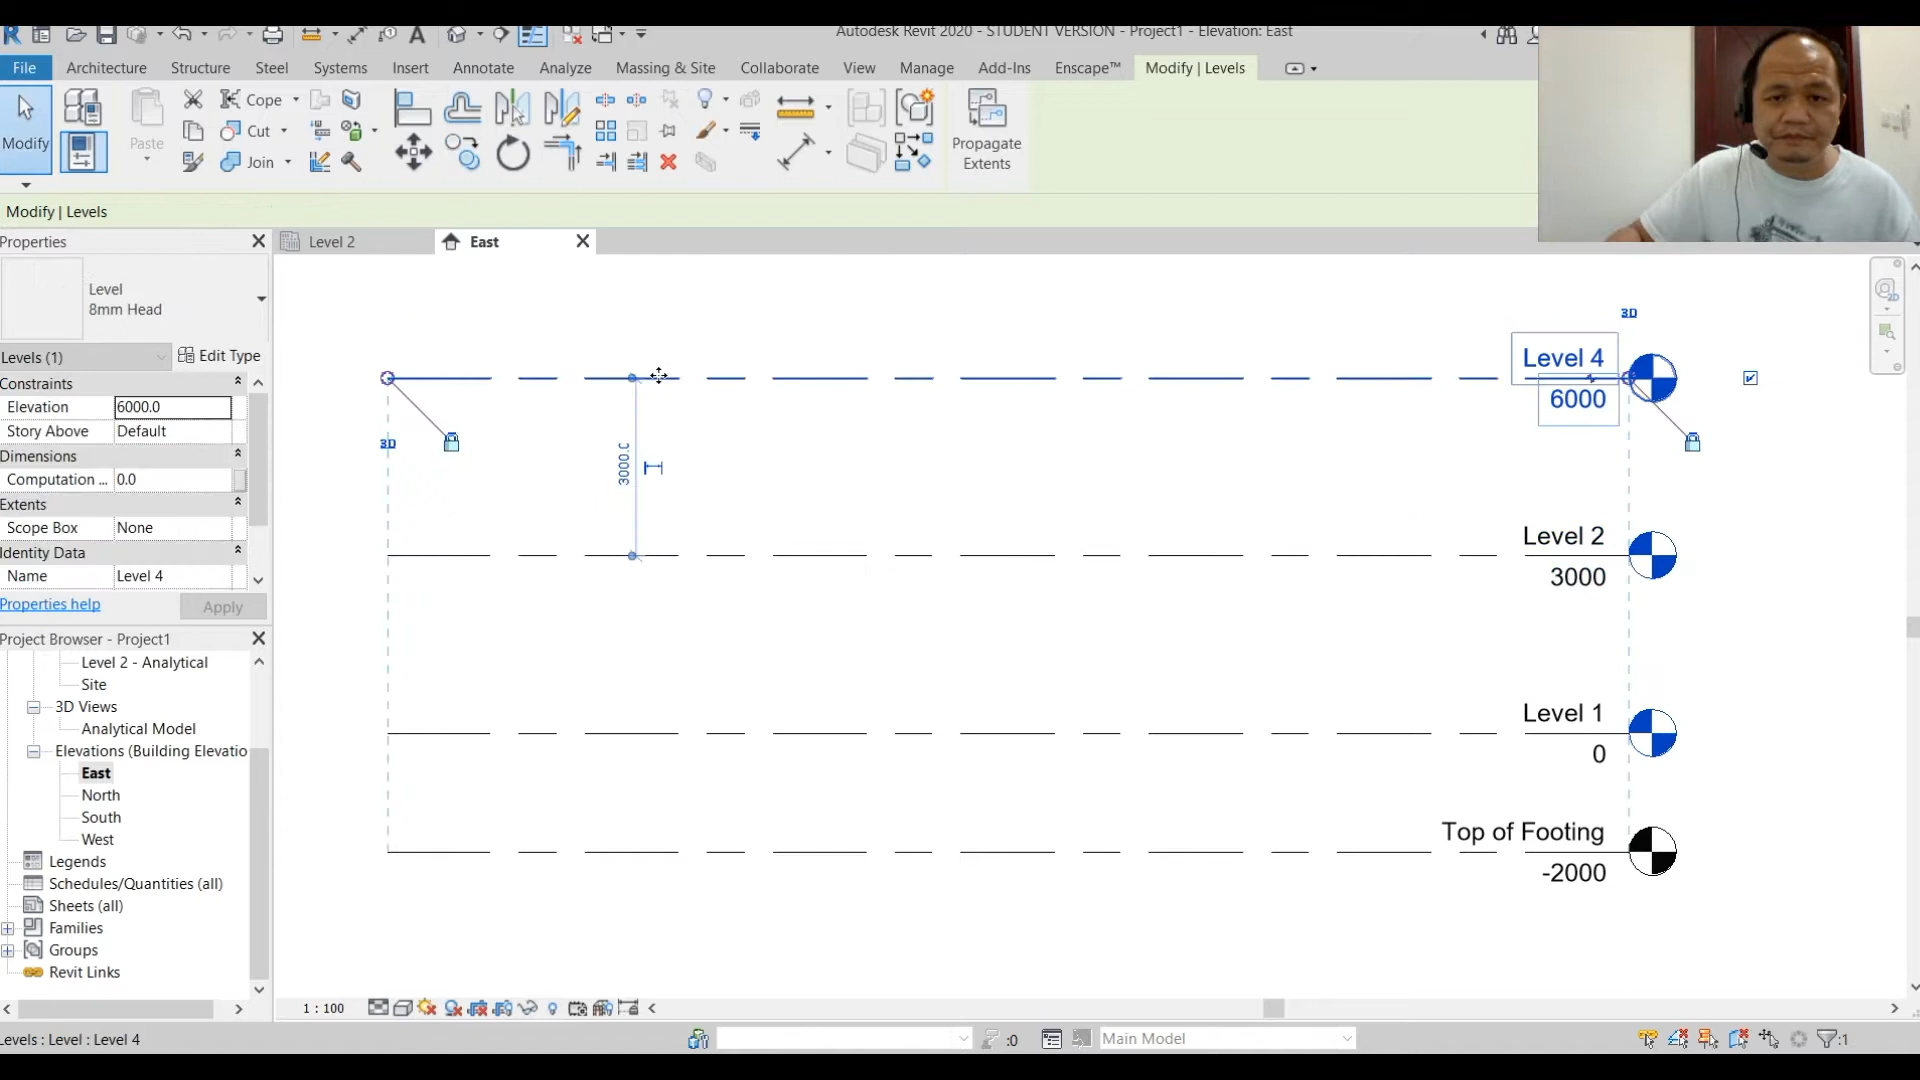 Autodesk Revit 2020 - STUDENT VERSION - Project1 - Elevation: East
File Architecture Structure Steel Systems Insert Annotate Analyze Massing & Site Collaborate View Manage Add-Ins Enscape™ Modify | Levels
Modify
Paste
Cope
Cut
Join
Propagate
Extents
Modify | Levels
Properties
Level 2
East
Level
8mm Head
Levels (1)
Edit Type
Constraints
Elevation 6000.0
Story Above Default
Dimensions
Computation ... 0.0
Extents
Scope Box None
Identity Data
Name Level 4
Properties help
Apply
Project Browser - Project1
Level 2 - Analytical
Site
3D Views
Analytical Model
Elevations (Building Elevatio
East
North
South
West
Legends
Schedules/Quantities (all)
Sheets (all)
Families
Groups
Revit Links
3D
Level 4
6000
3D
3000.0
Level 2
3000
Level 1
0
Top of Footing
-2000
1 : 100
Levels : Level : Level 4
:0
Main Model
:1